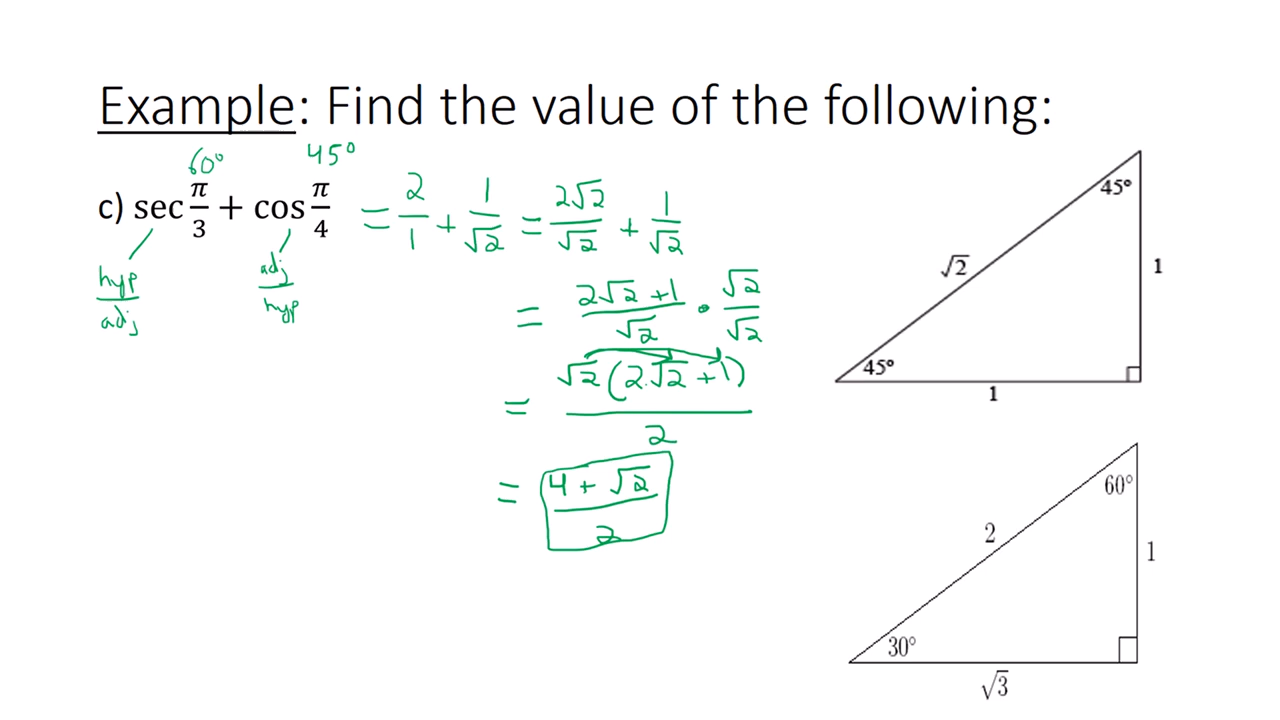 Example: Find the value of the following:
60° 45°
c) sec π/3 + cos π/4 = 2/1 + 1/√2 = 2√2/√2 + 1/√2
hyp/adj adj/hyp
= (2√2 + 1)/√2 · √2/√2
= √2(2·√2 + 1)/2
= (4 + √2)/2
45°
√2
1
45°
1
60°
2
1
30°
√3